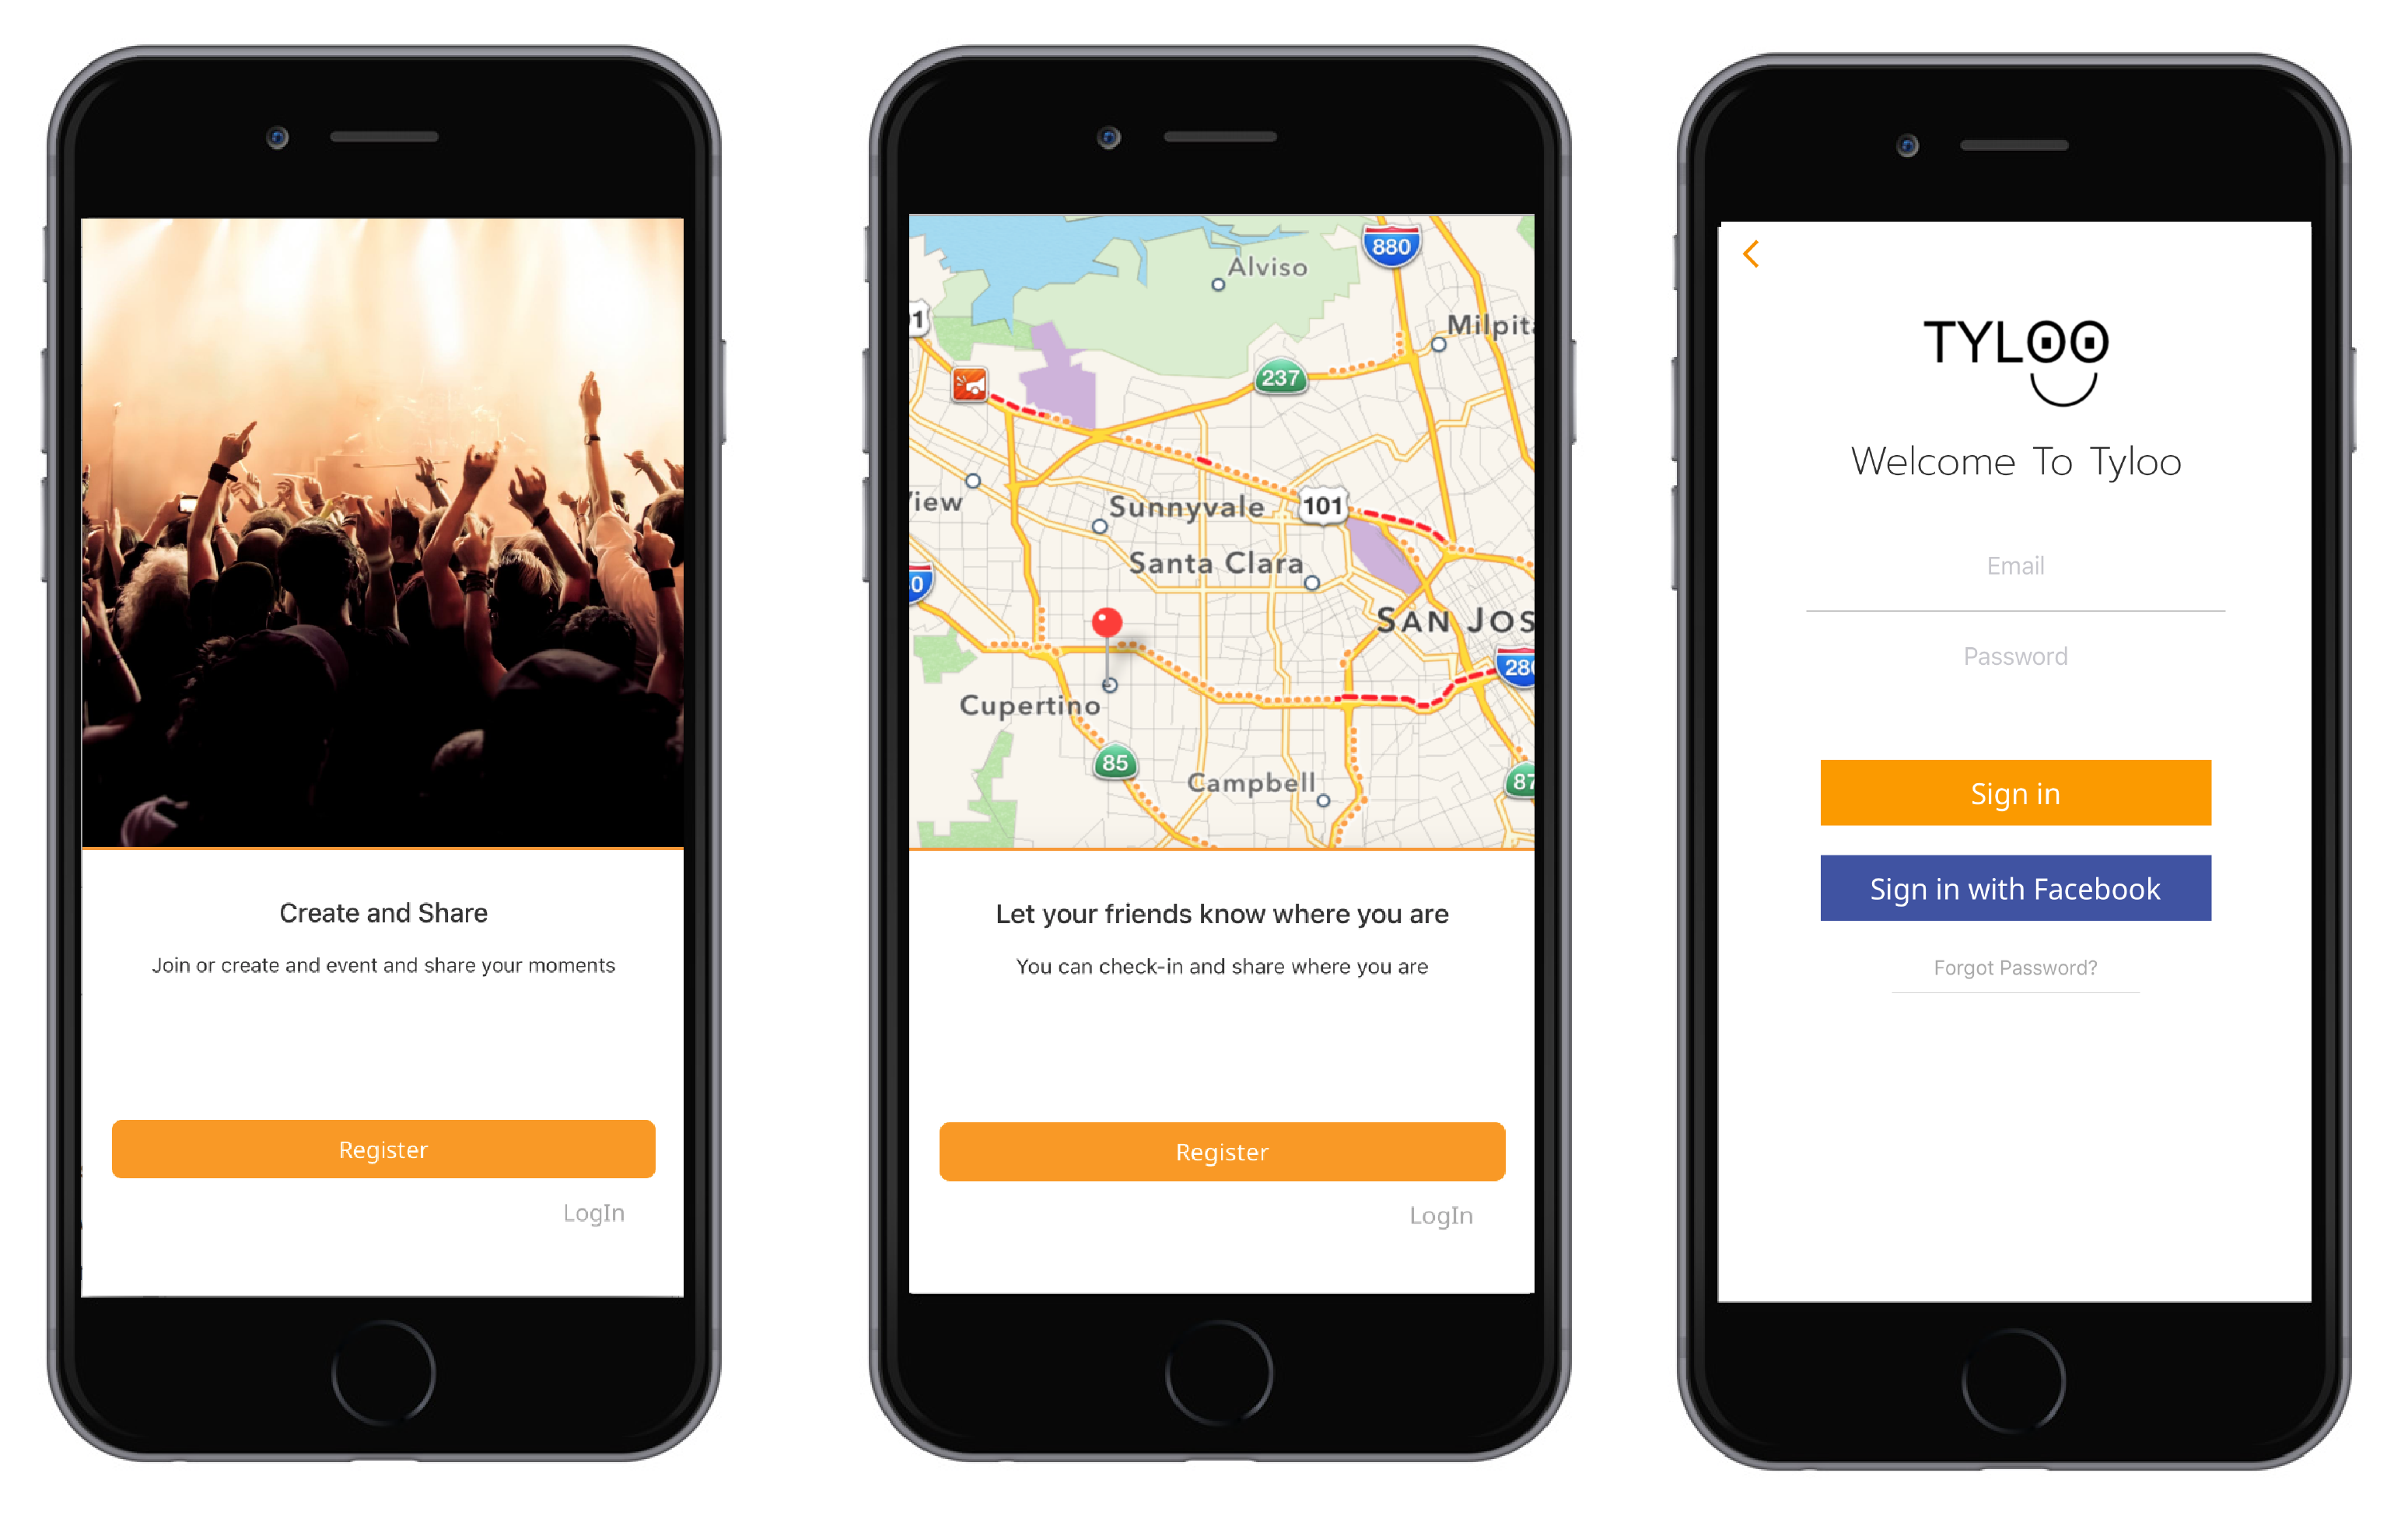 Create and Share
Join or create and event and share your moments
Register
LogIn
880
Alviso
1
Milpit
237
View
Sunnyvale
101
Santa Clara
0
SAN JOS
280
Cupertino
85
Campbell
87
Let your friends know where you are
You can check-in and share where you are
Register
LogIn
TYLOO
Welcome To Tyloo
Email
Password
Sign in
Sign in with Facebook
Forgot Password?